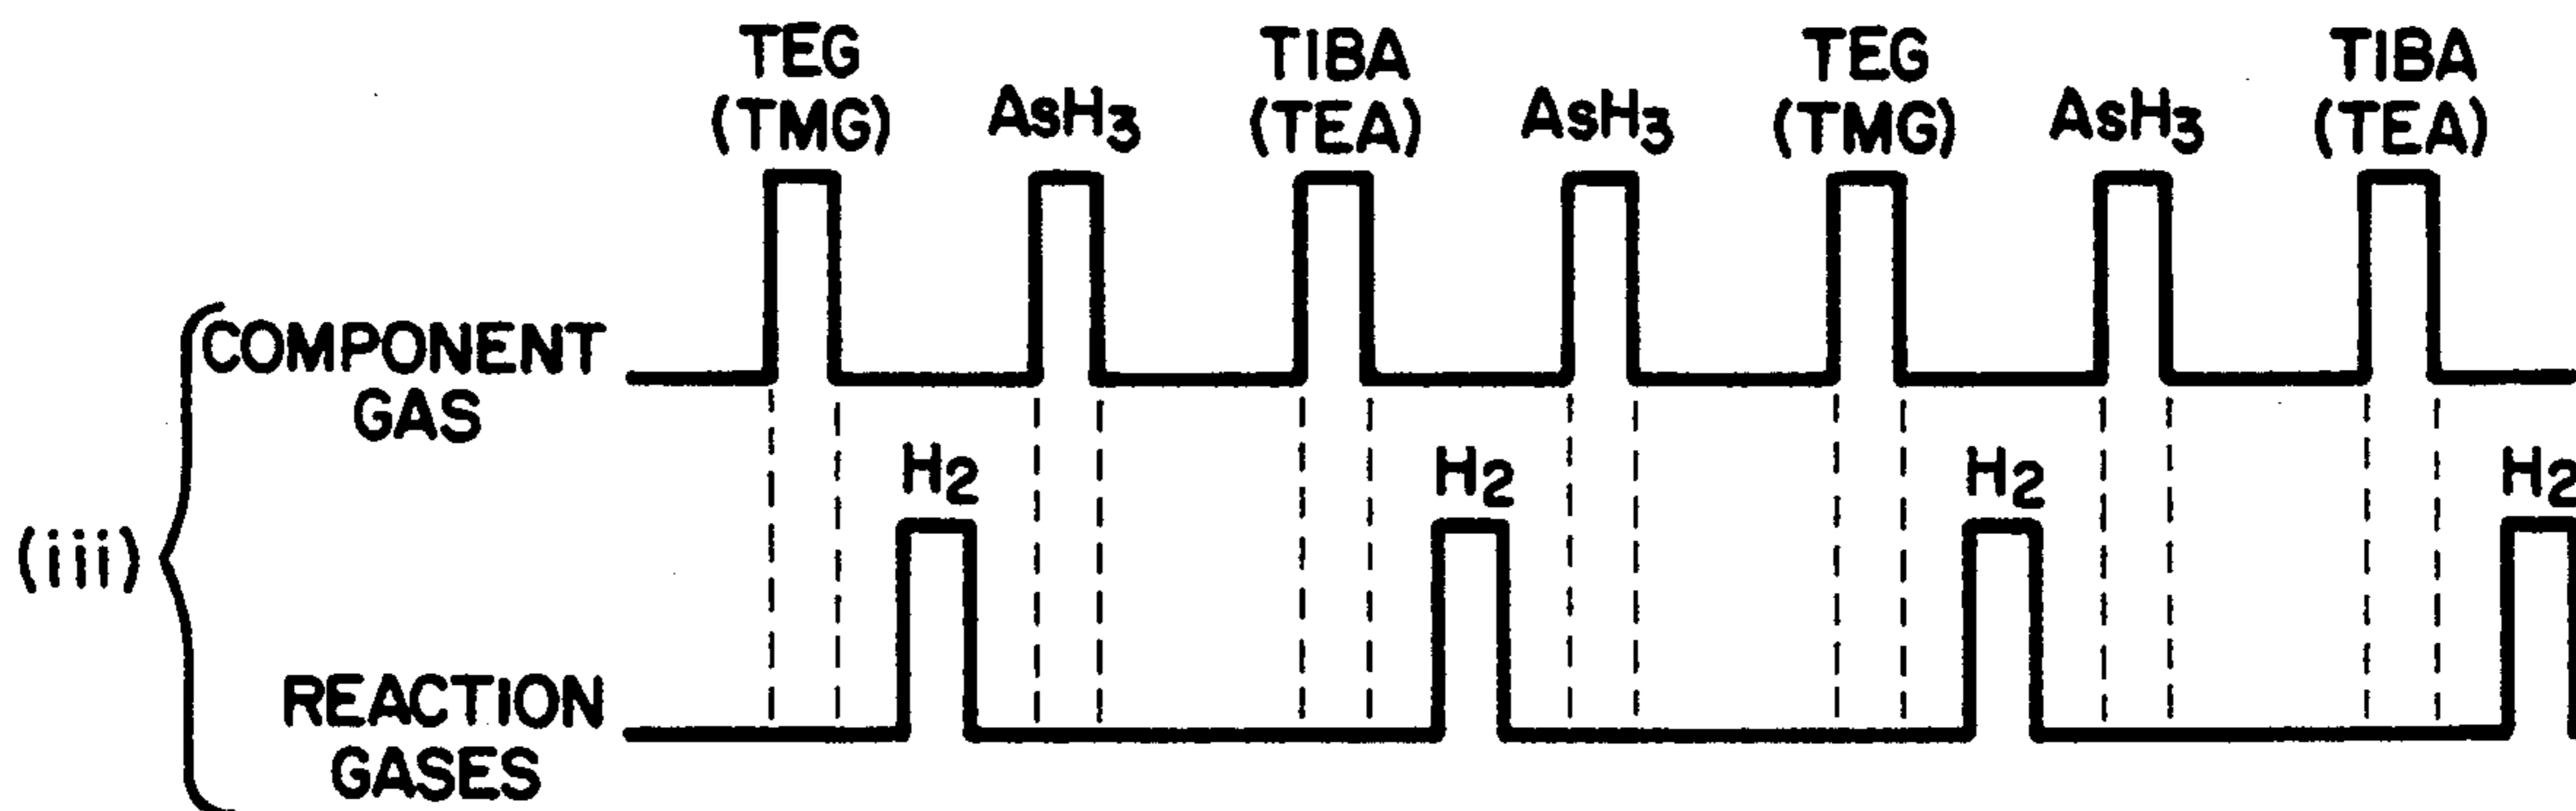 TEG
(TMG)
AsH3
TIBA
(TEA)
AsH3
TEG
(TMG)
AsH3
TIBA
(TEA)
COMPONENT
GAS
H2
H2
H2
H2
(iii)
REACTION
GASES